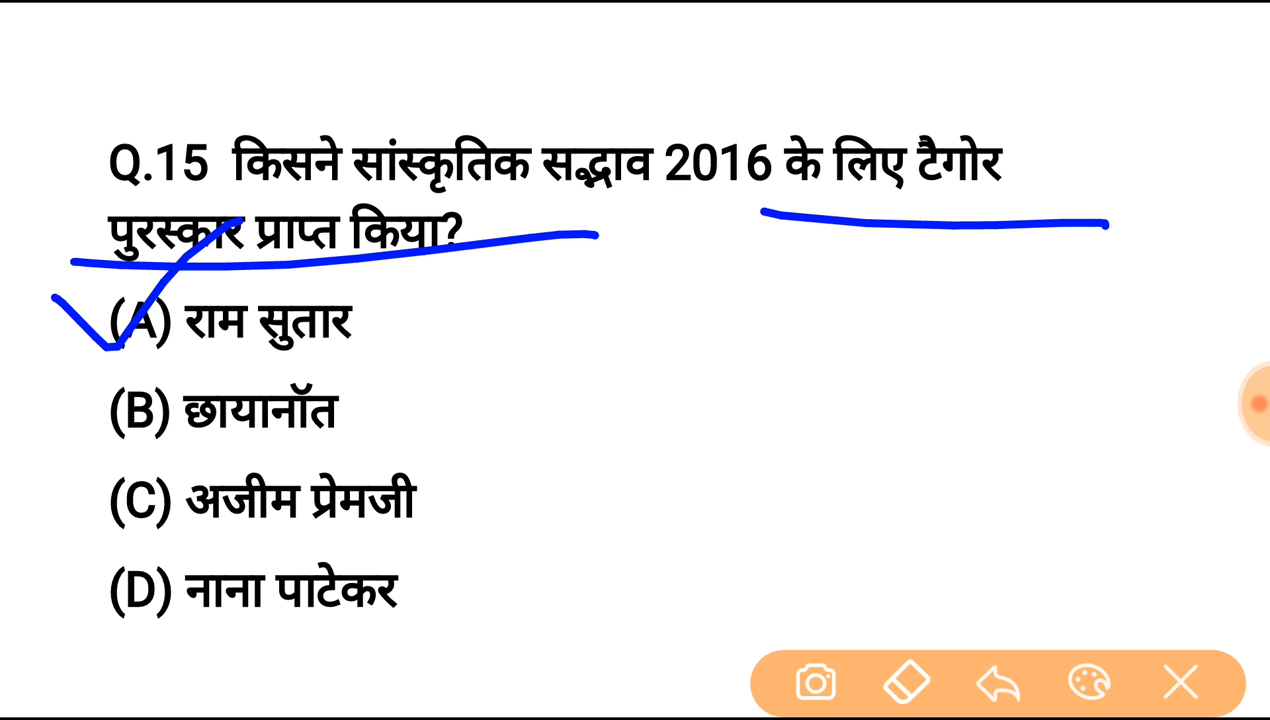 Q.15 किसने सांस्कृतिक सद्भाव 2016 के लिए टैगोर
पुरस्कार प्राप्त किया?
(A) राम सुतार
(B) छायानॉत
(C) अजीम प्रेमजी
(D) नाना पाटेकर